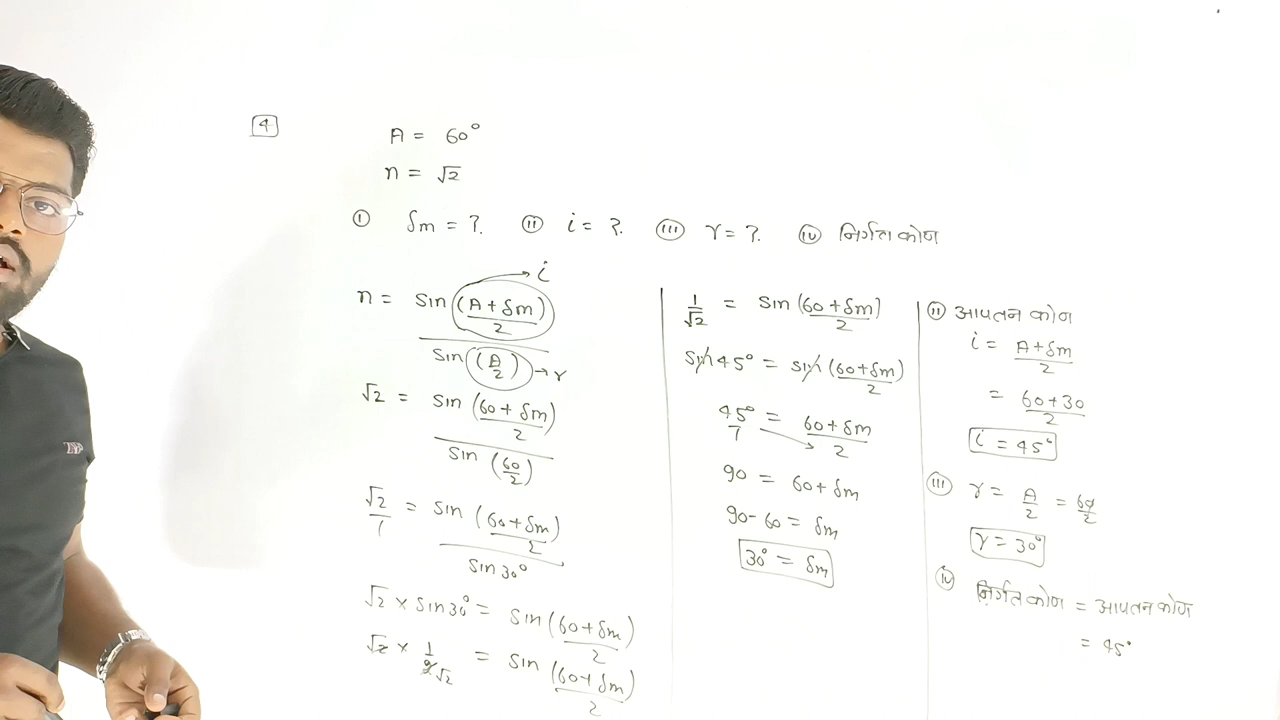 4
A = 60°
n = √2
(i) δm = ?. (ii) i = ?. (iii) r = ?. (iv) निर्गत कोण
n = sin((A + δm)/2) → i / sin(A/2) → r
√2 = sin((60 + δm)/2) / sin(60/2)
√2/1 = sin((60 + δm)/2) / sin 30°
√2 × sin 30° = sin((60 + δm)/2)
√2 × 1/2 √2 = sin((60 + δm)/2)
1/√2 = sin((60 + δm)/2)
sin 45° = sin((60 + δm)/2)
45°/1 = (60 + δm)/2
90 = 60 + δm
90 - 60 = δm
30° = δm
(ii) आपतन कोण
i = (A + δm)/2
= (60 + 30)/2
i = 45°
(iii) r = A/2 = 60/2
r = 30°
(iv) निर्गत कोण = आपतन कोण
= 45°